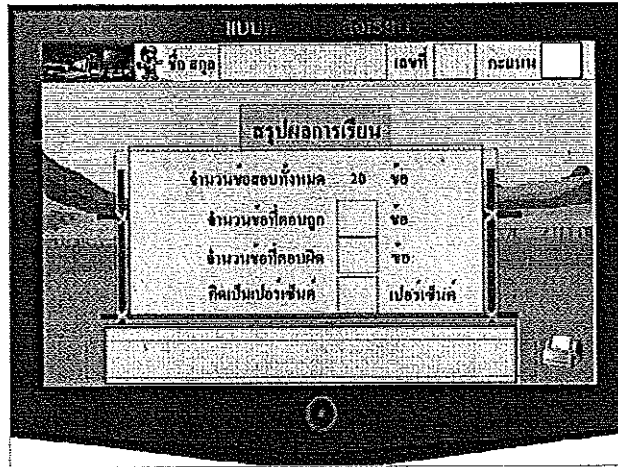 ชื่อ สกุล เลขที่ คะแนน
สรุปผลการเรียน
จำนวนข้อสอบทั้งหมด 20 ข้อ
จำนวนข้อที่ตอบถูก ข้อ
จำนวนข้อที่ตอบผิด ข้อ
คิดเป็นเปอร์เซ็นต์ เปอร์เซ็นต์